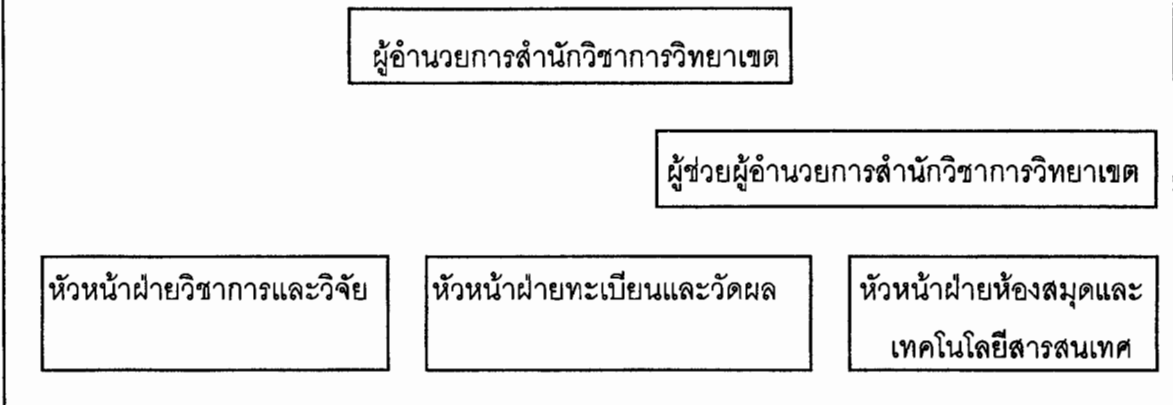 ผู้อำนวยการสำนักวิชาการวิทยาเขต
ผู้ช่วยผู้อำนวยการสำนักวิชาการวิทยาเขต
หัวหน้าฝ่ายวิชาการและวิจัย
หัวหน้าฝ่ายทะเบียนและวัดผล
หัวหน้าฝ่ายห้องสมุดและ
เทคโนโลยีสารสนเทศ